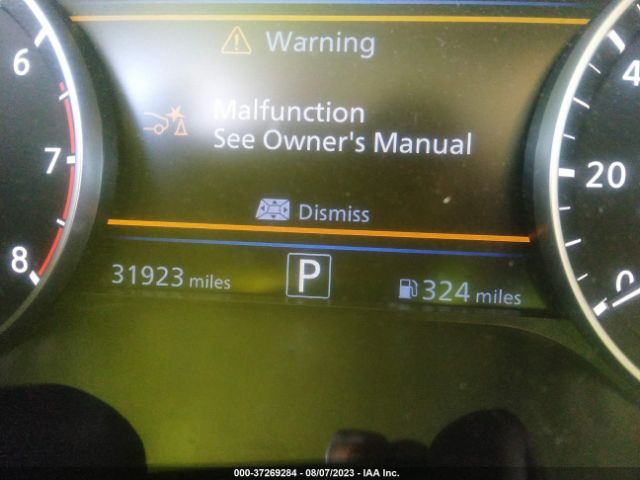 Warning
Malfunction
See Owner's Manual
Dismiss
31923 miles
P
324 miles
6
7
8
4
20
0
000-37269284 - 08/07/2023 - IAA Inc.